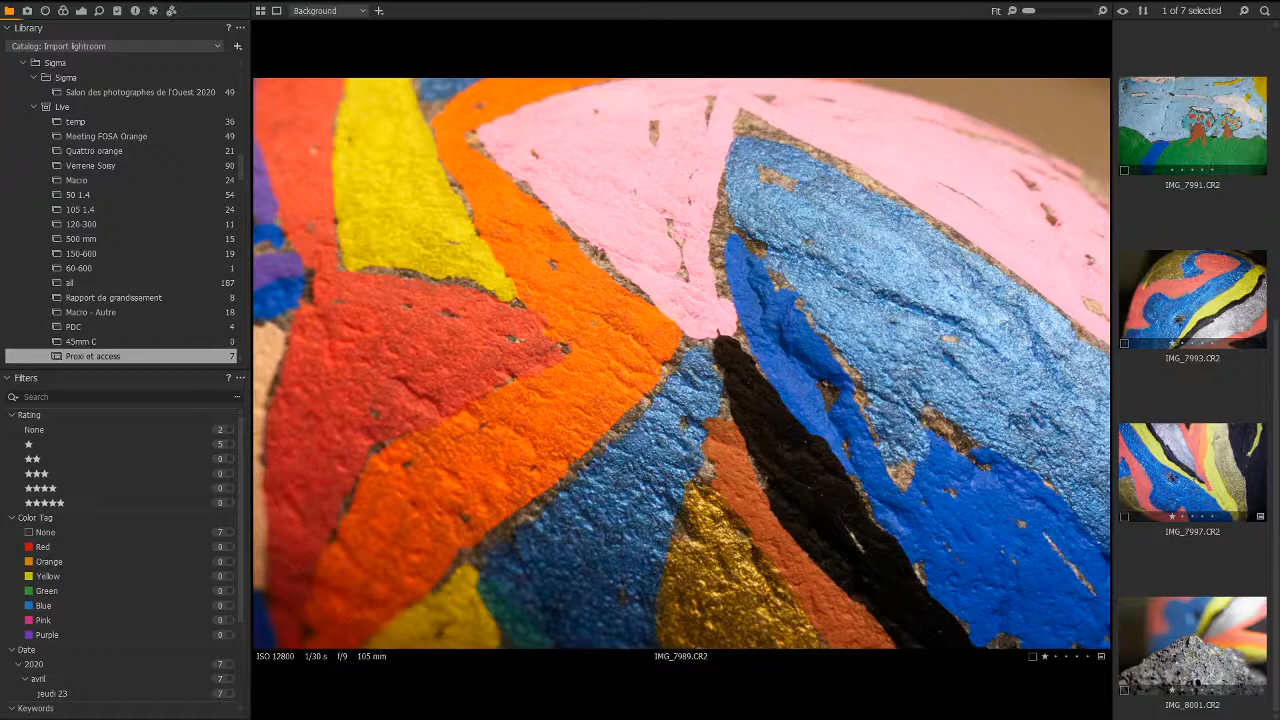 Background
Fit
1 of 7 selected
Library
?
Catalog: Import lightroom
Sigma
Sigma
Salon des photographes de l'Ouest 2020 49
Live
temp 36
Meeting FOSA Orange 49
Quattro orange 21
Verrerie Soisy 90
Macro 24
50 1.4 54
105 1.4 24
120-300 11
500 mm 15
150-600 19
60-600 1
all 187
Rapport de grandissement 8
Macro - Autre 18
PDC 4
45mm C 0
Proxi et access 7
Filters
?
Search
Rating
None 2
5
0
0
0
0
Color Tag
None 7
Red 0
Orange 0
Yellow 0
Green 0
Blue 0
Pink 0
Purple 0
Date
2020 7
avril 7
jeudi 23 7
Keywords
ISO 12800 1/30 s f/9 105 mm
IMG_7989.CR2
IMG_7991.CR2
IMG_7993.CR2
IMG_7997.CR2
IMG_8001.CR2